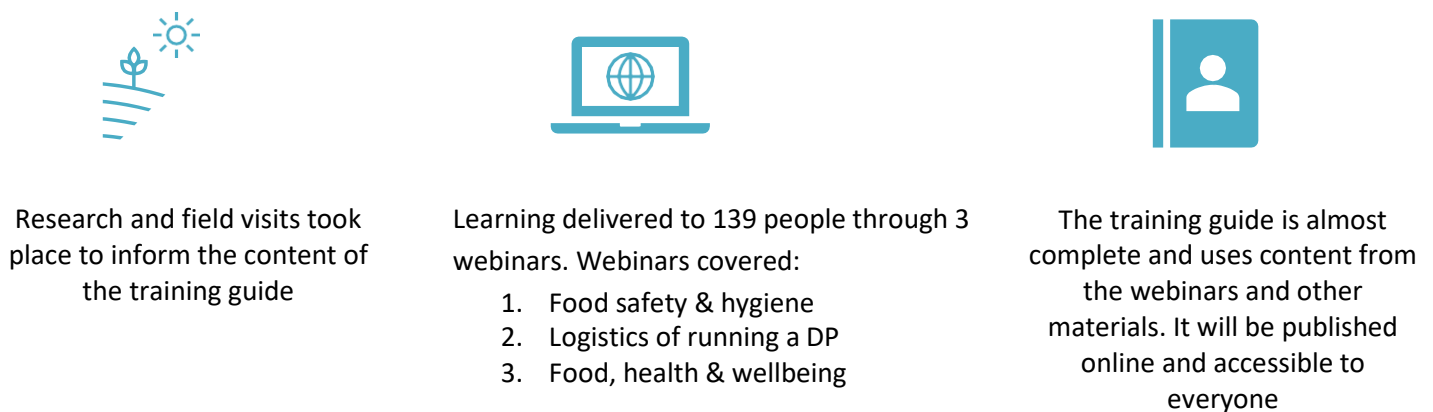 Research and field visits took
place to inform the content of
the training guide
Learning delivered to 139 people through 3
webinars. Webinars covered:
1. Food safety & hygiene
2. Logistics of running a DP
3. Food, health & wellbeing
The training guide is almost
complete and uses content from
the webinars and other
materials. It will be published
online and accessible to
everyone